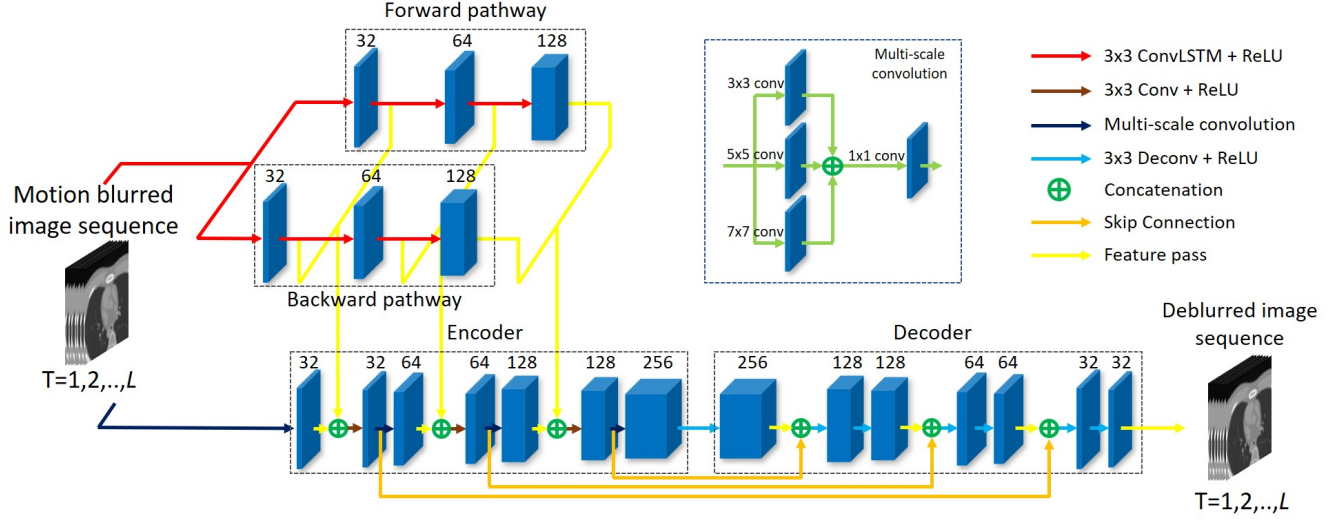 Forward pathway
32 64 128
Motion blurred
image sequence
T=1,2,..,L
32 64 128
Backward pathway
Multi-scale
convolution
3x3 conv
5x5 conv
7x7 conv
1x1 conv
3x3 ConvLSTM + ReLU
3x3 Conv + ReLU
Multi-scale convolution
3x3 Deconv + ReLU
Concatenation
Skip Connection
Feature pass
Encoder
32 32 64 64 128 128 256
Decoder
256 128 128 64 64 32 32
Deblurred image
sequence
T=1,2,..,L